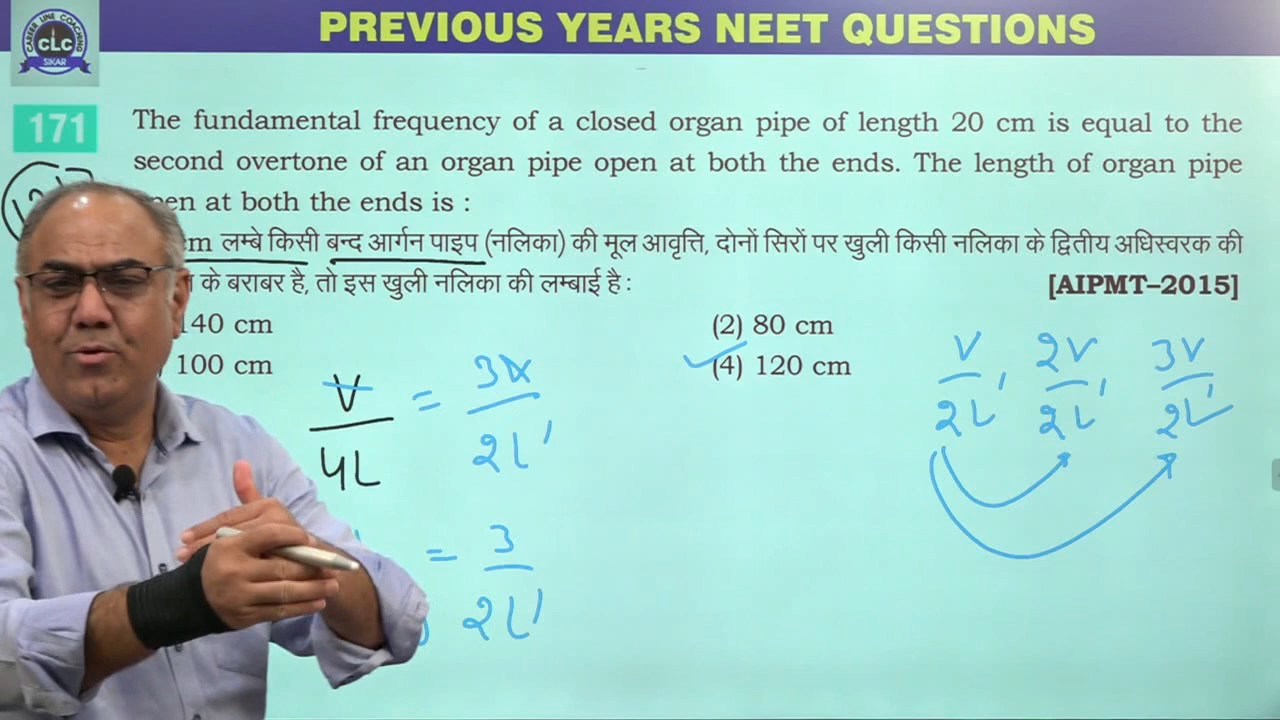 PREVIOUS YEARS NEET QUESTIONS
CAREER LINE COACHING
CLC
SIKAR
171
The fundamental frequency of a closed organ pipe of length 20 cm is equal to the
second overtone of an organ pipe open at both the ends. The length of organ pipe
at both the ends is :
cm लम्बे किसी बन्द आर्गन पाइप (नलिका) की मूल आवृत्ति, दोनों सिरों पर खुली किसी नलिका के द्वितीय अधिस्वरक की
के बराबर है, तो इस खुली नलिका की लम्बाई है :
[AIPMT–2015]
140 cm
(2) 80 cm
100 cm
(4) 120 cm
V/4L = 3V/2L'
= 3/2L'
V/2L', 2V/2L', 3V/2L'